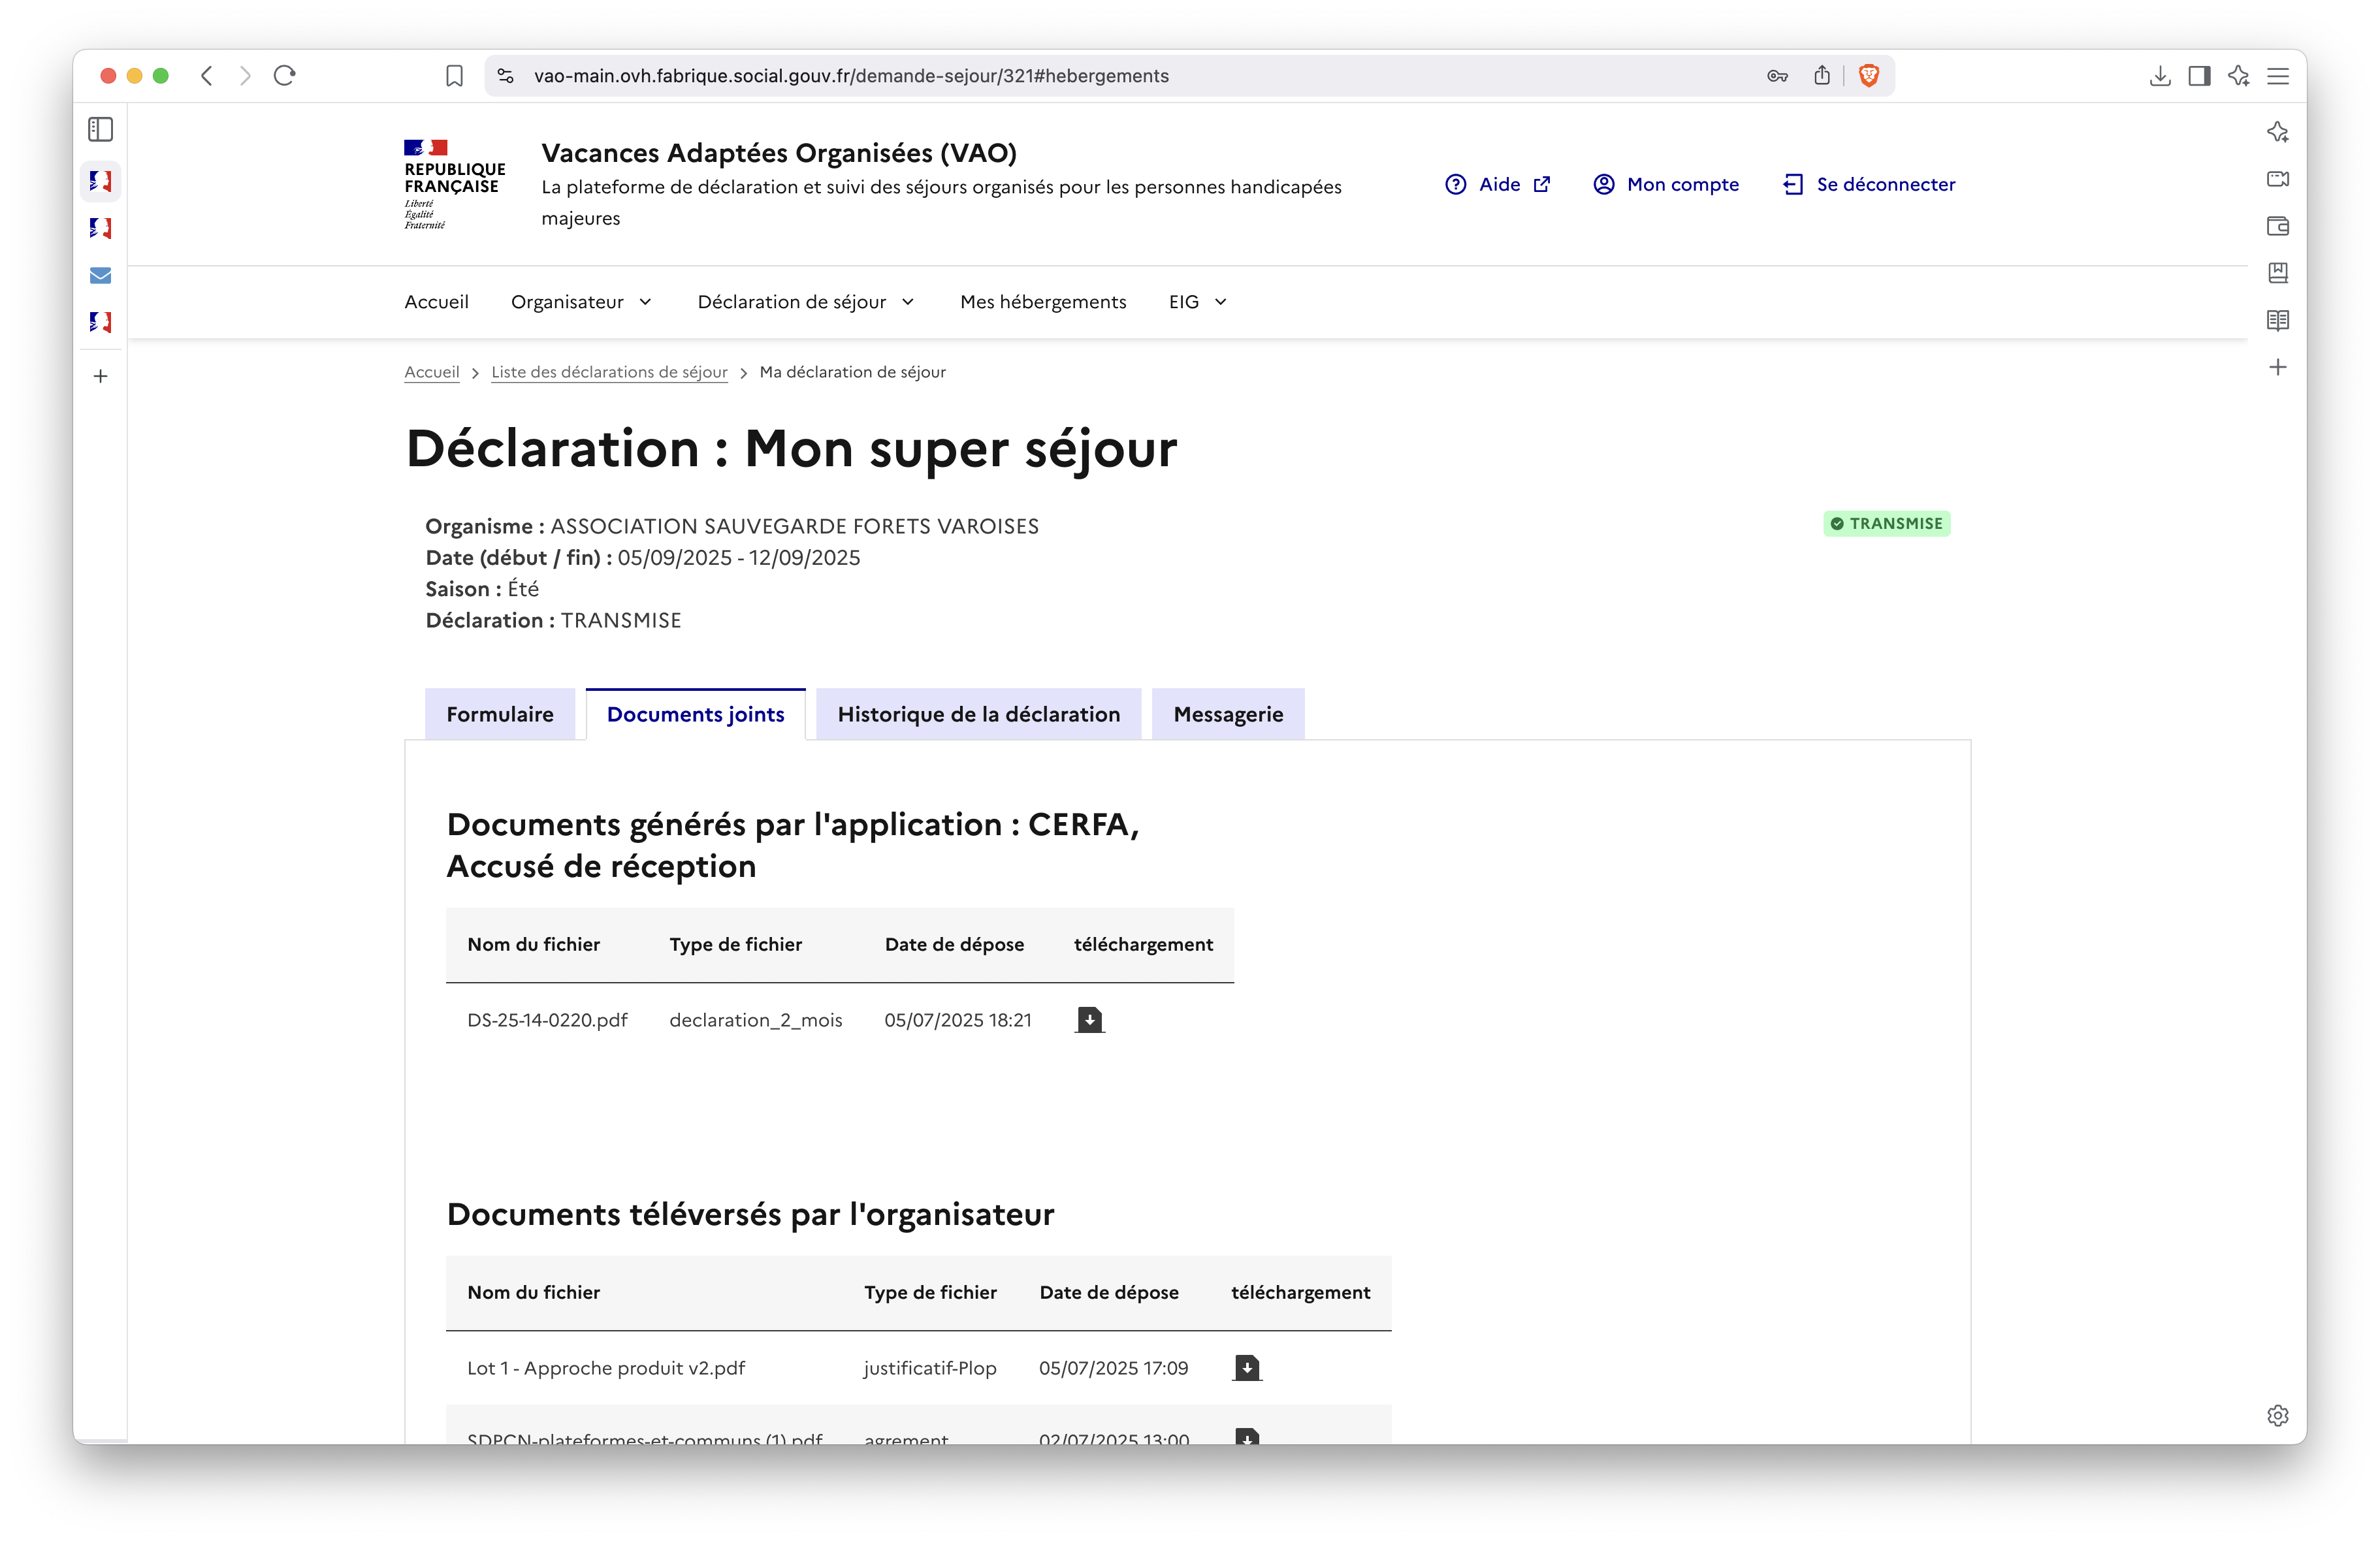 vao-main.ovh.fabrique.social.gouv.fr/demande-sejour/321#hebergements
REPUBLIQUE
FRANÇAISE
Liberté
Égalité
Fraternité
Vacances Adaptées Organisées (VAO)
La plateforme de déclaration et suivi des séjours organisés pour les personnes handicapées
majeures
Aide
Mon compte
Se déconnecter
Accueil
Organisateur
Déclaration de séjour
Mes hébergements
EIG
Accueil > Liste des déclarations de séjour > Ma déclaration de séjour
Déclaration : Mon super séjour
Organisme : ASSOCIATION SAUVEGARDE FORETS VAROISES
TRANSMISE
Date (début / fin) : 05/09/2025 - 12/09/2025
Saison : Été
Déclaration : TRANSMISE
Formulaire
Documents joints
Historique de la déclaration
Messagerie
Documents générés par l'application : CERFA,
Accusé de réception
Nom du fichier Type de fichier Date de dépose téléchargement
DS-25-14-0220.pdf declaration_2_mois 05/07/2025 18:21
Documents téléversés par l'organisateur
Nom du fichier Type de fichier Date de dépose téléchargement
Lot 1 - Approche produit v2.pdf justificatif-Plop 05/07/2025 17:09
SDPCN-plateformes-et-communs (1).pdf agrement 02/07/2025 13:00